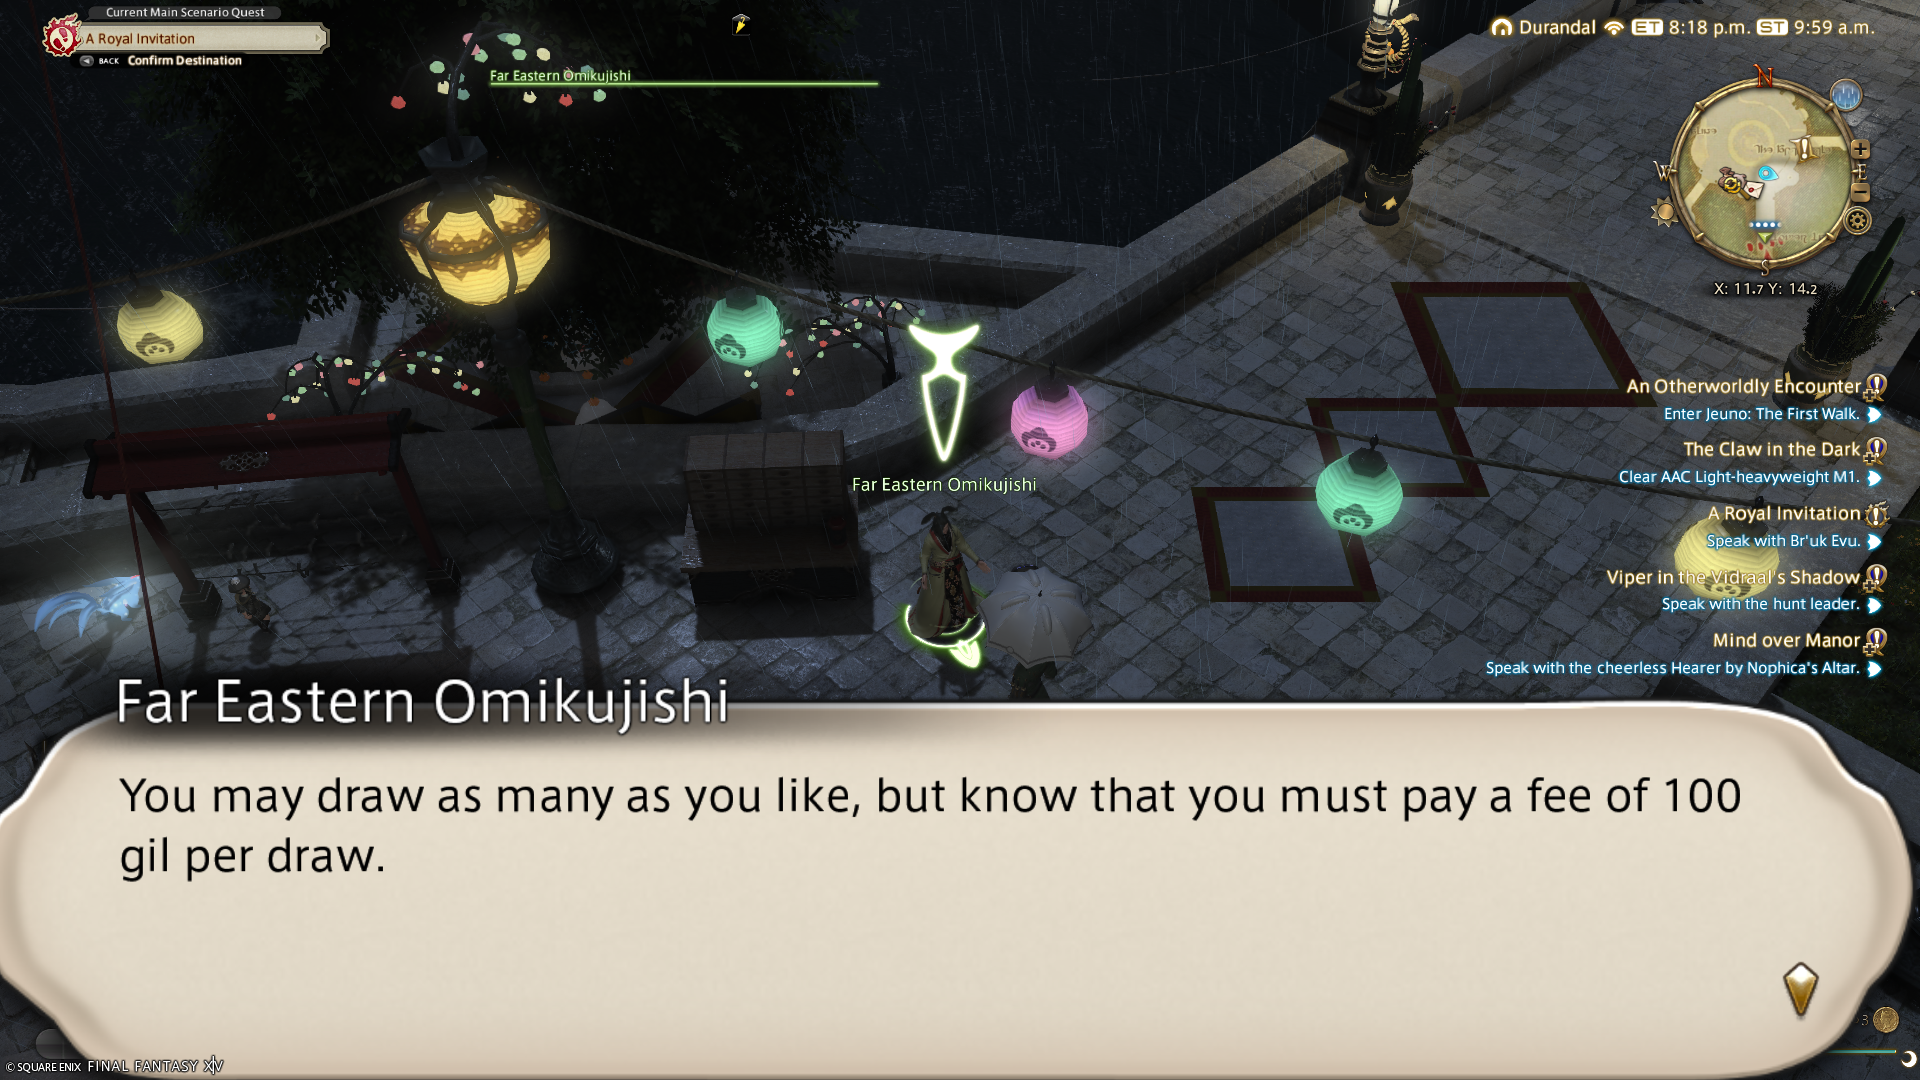 Current Main Scenario Quest
A Royal Invitation
BACK Confirm Destination
Far Eastern Omikujishi
Durandal ET 8:18 p.m. ST 9:59 a.m.
N
W
E
S
X: 11.7 Y: 14.2
An Otherworldly Encounter
Enter Jeuno: The First Walk.
The Claw in the Dark
Clear AAC Light-heavyweight M1.
A Royal Invitation
Speak with Br'uk Evu.
Viper in the Vidraal's Shadow
Speak with the hunt leader.
Mind over Manor
Speak with the cheerless Hearer by Nophica's Altar.
Far Eastern Omikujishi
Far Eastern Omikujishi
You may draw as many as you like, but know that you must pay a fee of 100
gil per draw.
3
© SQUARE ENIX FINAL FANTASY XIV